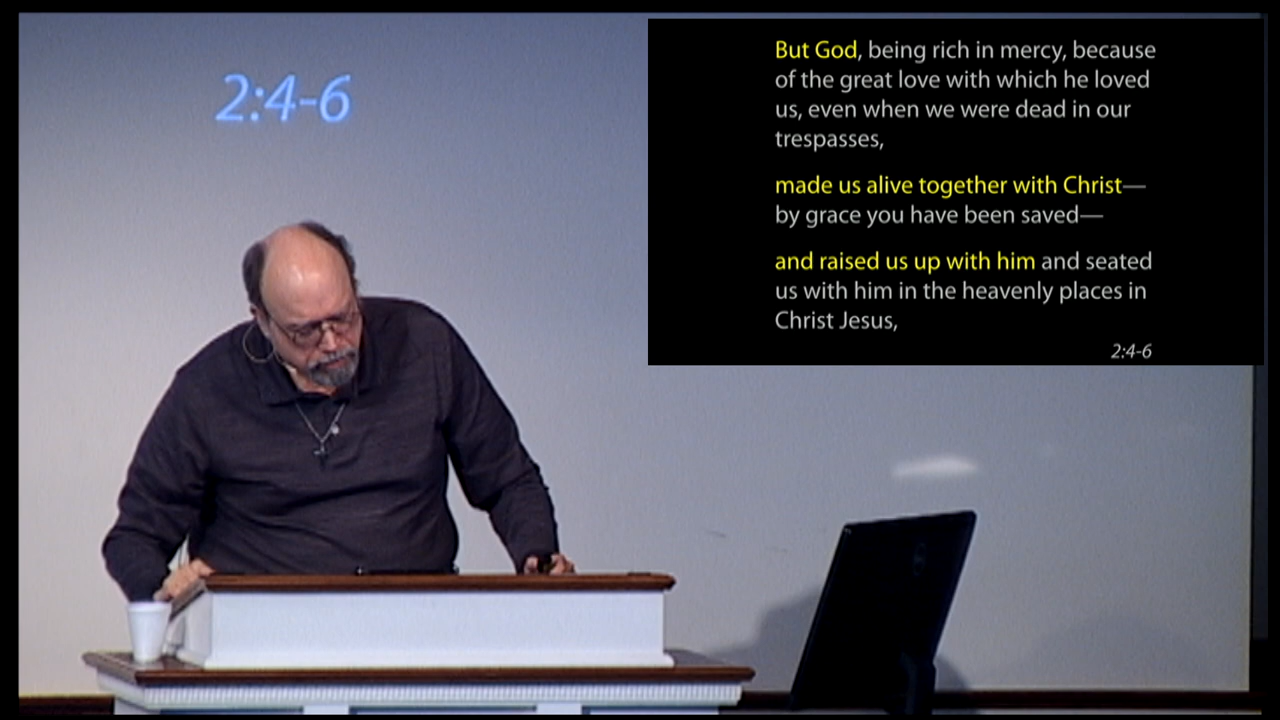 2:4-6
But God, being rich in mercy, because
of the great love with which he loved
us, even when we were dead in our
trespasses,
made us alive together with Christ—
by grace you have been saved—
and raised us up with him and seated
us with him in the heavenly places in
Christ Jesus,
2:4-6